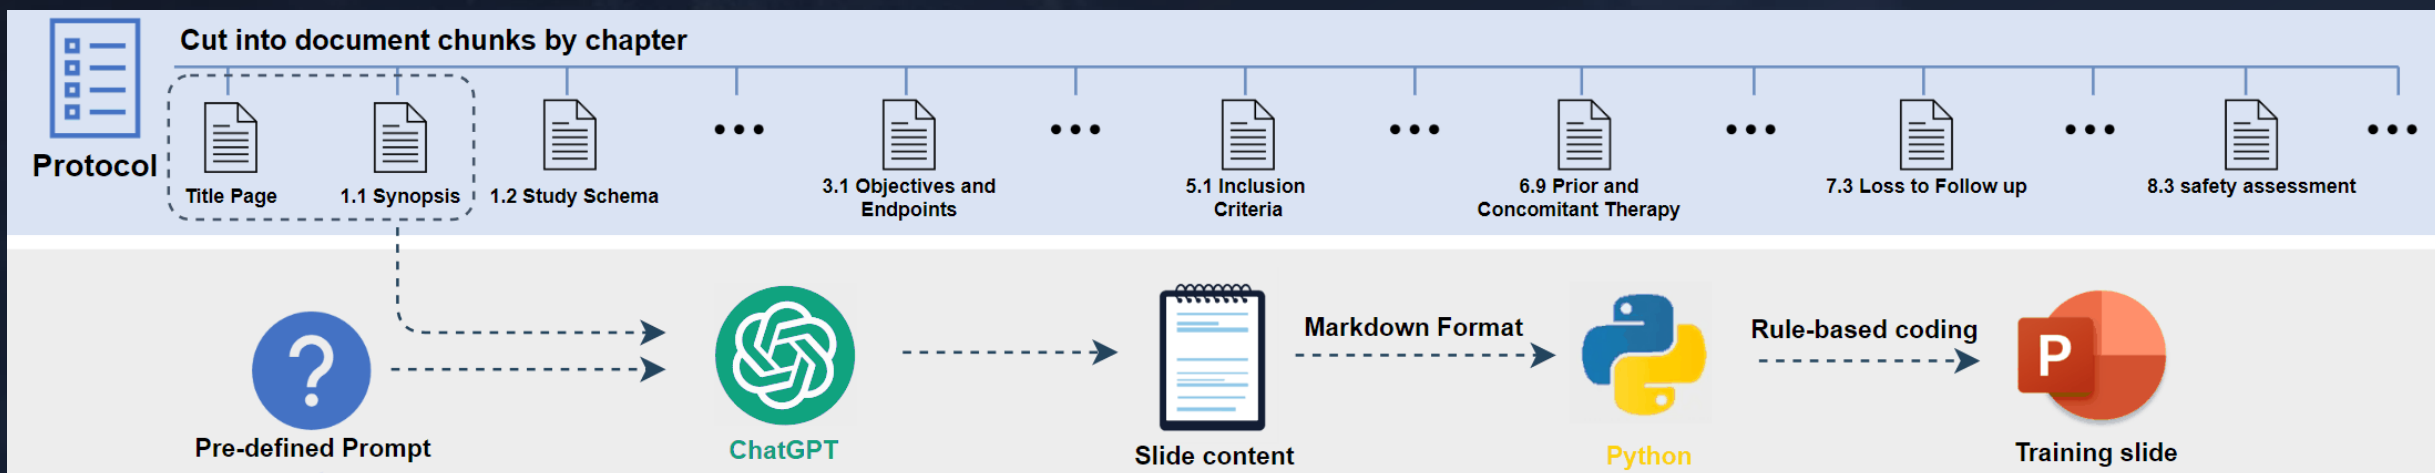 Cut into document chunks by chapter
Protocol
Title Page
1.1 Synopsis
1.2 Study Schema
3.1 Objectives and
Endpoints
5.1 Inclusion
Criteria
6.9 Prior and
Concomitant Therapy
7.3 Loss to Follow up
8.3 safety assessment
Pre-defined Prompt
ChatGPT
Slide content
Markdown Format
Python
Rule-based coding
P
Training slide